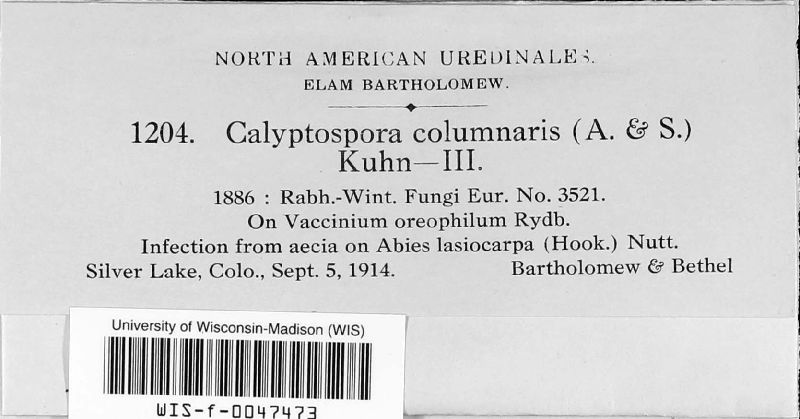 NORTH AMERICAN UREDINALES.
ELAM BARTHOLOMEW.
1204. Calyptospora columnaris (A. & S.)
Kuhn—III.
1886 : Rabh.-Wint. Fungi Eur. No. 3521.
On Vaccinium oreophilum Rydb.
Infection from aecia on Abies lasiocarpa (Hook.) Nutt.
Silver Lake, Colo., Sept. 5, 1914. Bartholomew & Bethel
University of Wisconsin-Madison (WIS)
WIS-f-0047473